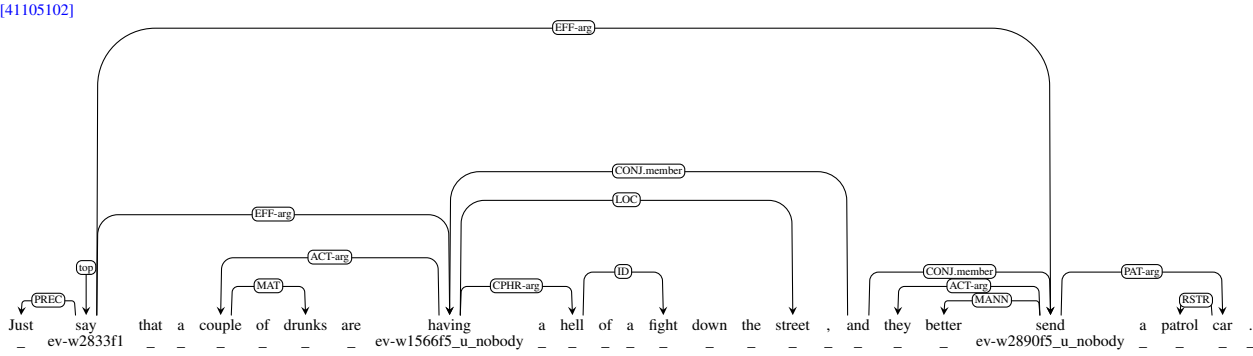 [41105102]
EFF-arg
CONJ.member
LOC
EFF-arg
ACT-arg
top
CPHR-arg
ID
CONJ.member
PAT-arg
MAT
ACT-arg
PREC
MANN
RSTR
Just say that a couple of drunks are having a hell of a fight down the street , and they better send a patrol car .
_ ev-w2833f1 _ _ _ _ _ _ ev-w1566f5_u_nobody _ _ _ _ _ _ _ _ _ _ _ _ ev-w2890f5_u_nobody _ _ _ _